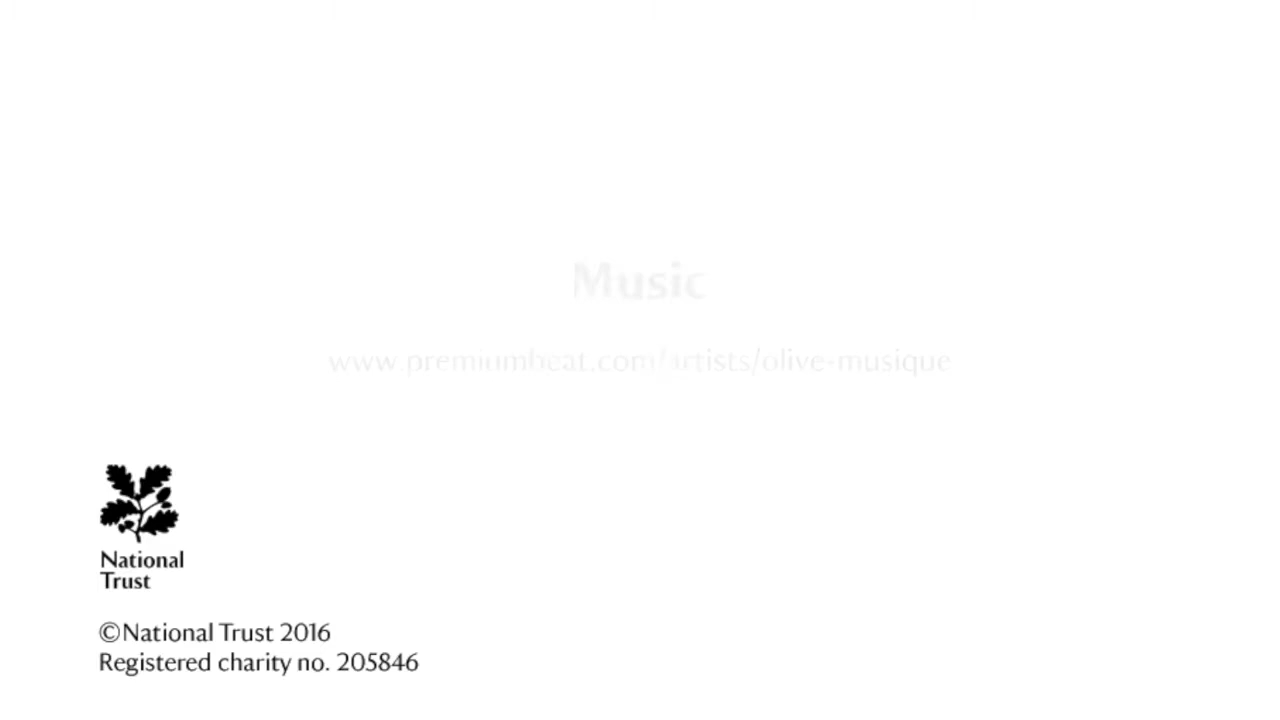 Music
www.premiumbeat.com/artists/olive-musique
National
Trust
©National Trust 2016
Registered charity no. 205846